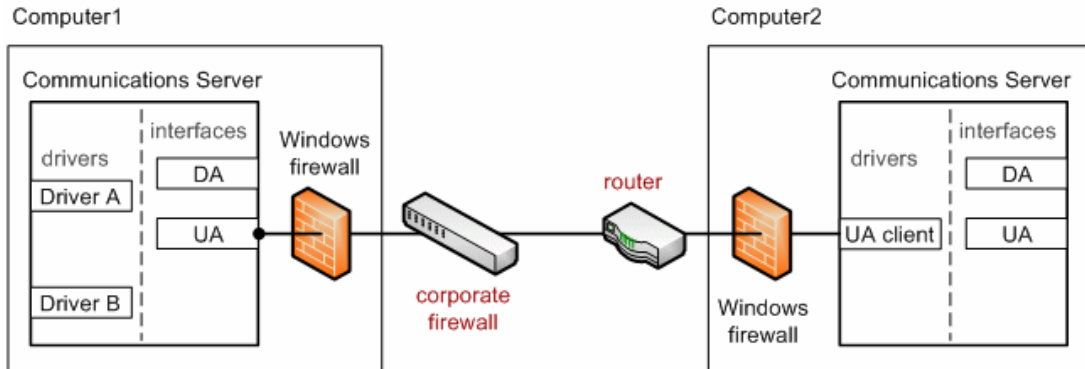 Computer1
Computer2
Communications Server
Communications Server
interfaces
drivers
Driver A
DA
UA
Driver B
Windows
firewall
corporate
firewall
router
Windows
firewall
drivers
UA client
interfaces
DA
UA